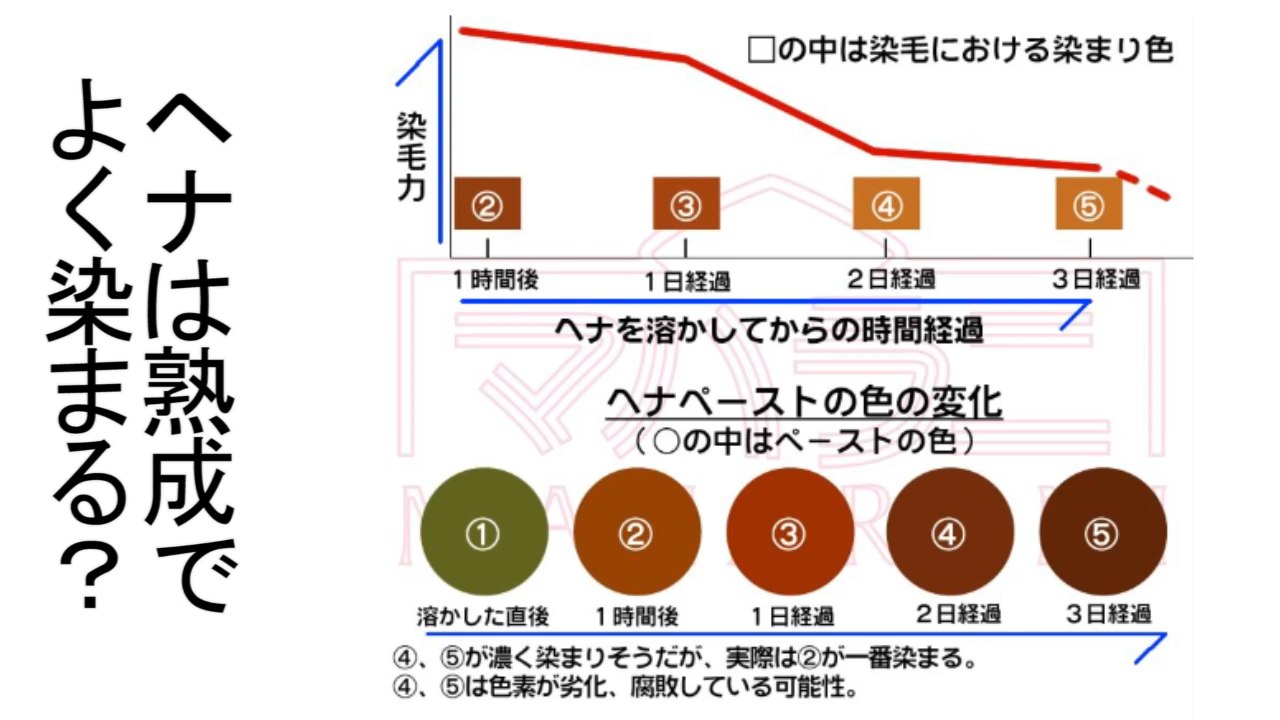 ヘナは熟成で
よく染まる？
□の中は染毛における染まり色
染毛力
② ③ ④ ⑤
１時間後 １日経過 ２日経過 ３日経過
ヘナを溶かしてからの時間経過
マハラニ
ヘナペーストの色の変化
（○の中はペーストの色）
MAHARANI
① ② ③ ④ ⑤
溶かした直後 １時間後 １日経過 ２日経過 ３日経過
④、⑤が濃く染まりそうだが、実際は②が一番染まる。
④、⑤は色素が劣化、腐敗している可能性。